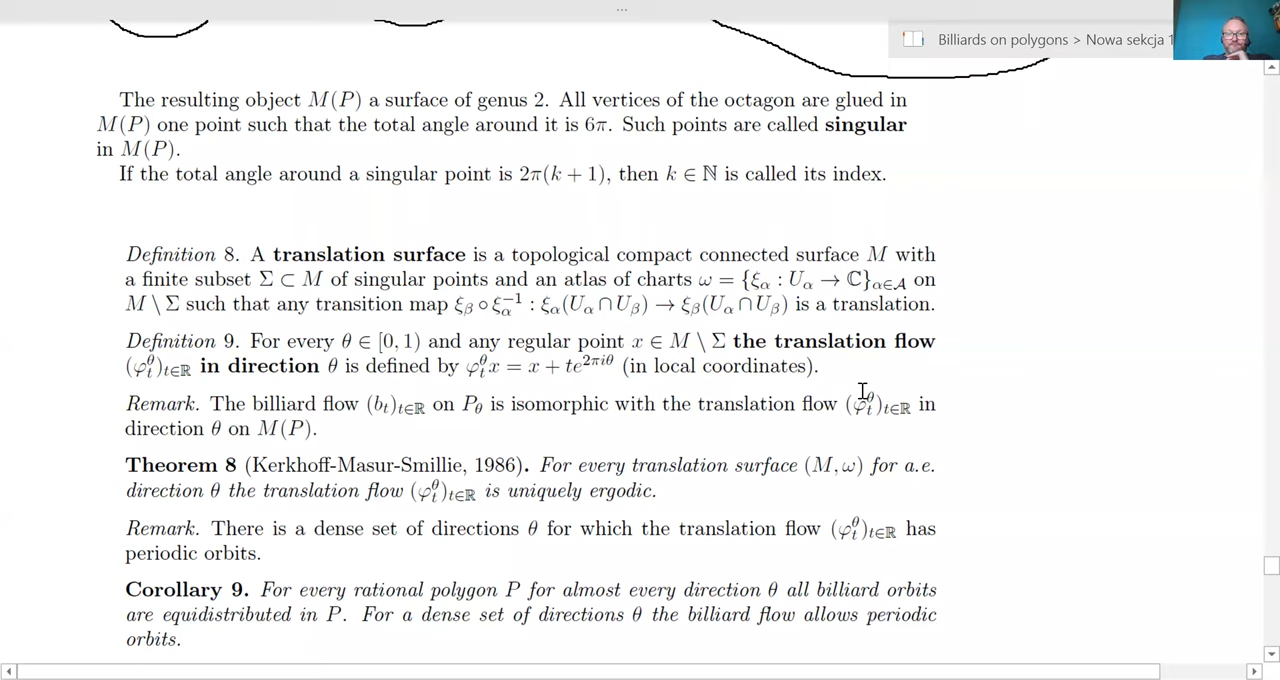 ...
Billiards on polygons > Nowa sekcja 1
The resulting object M(P) a surface of genus 2. All vertices of the octagon are glued in
M(P) one point such that the total angle around it is 6π. Such points are called singular
in M(P).
If the total angle around a singular point is 2π(k + 1), then k ∈ ℕ is called its index.
Definition 8. A translation surface is a topological compact connected surface M with
a finite subset Σ ⊂ M of singular points and an atlas of charts ω = {ξ_α : U_α → ℂ}_{α∈𝒜} on
M \ Σ such that any transition map ξ_β ∘ ξ_α^{-1} : ξ_α(U_α ∩ U_β) → ξ_β(U_α ∩ U_β) is a translation.
Definition 9. For every θ ∈ [0, 1) and any regular point x ∈ M \ Σ the translation flow
(φ_t^θ)_{t∈ℝ} in direction θ is defined by φ_t^θ x = x + te^{2πiθ} (in local coordinates).
Remark. The billiard flow (b_t)_{t∈ℝ} on P_θ is isomorphic with the translation flow (φ_t^θ)_{t∈ℝ} in
direction θ on M(P).
Theorem 8 (Kerkhoff-Masur-Smillie, 1986). For every translation surface (M, ω) for a.e.
direction θ the translation flow (φ_t^θ)_{t∈ℝ} is uniquely ergodic.
Remark. There is a dense set of directions θ for which the translation flow (φ_t^θ)_{t∈ℝ} has
periodic orbits.
Corollary 9. For every rational polygon P for almost every direction θ all billiard orbits
are equidistributed in P. For a dense set of directions θ the billiard flow allows periodic
orbits.